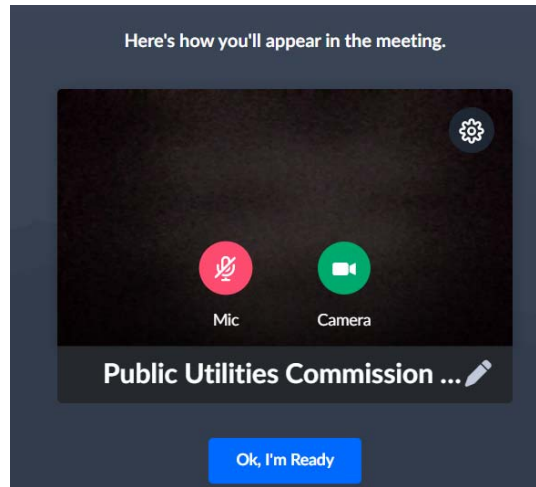 Here's how you'll appear in the meeting.
Mic
Camera
Public Utilities Commission ...
Ok, I'm Ready